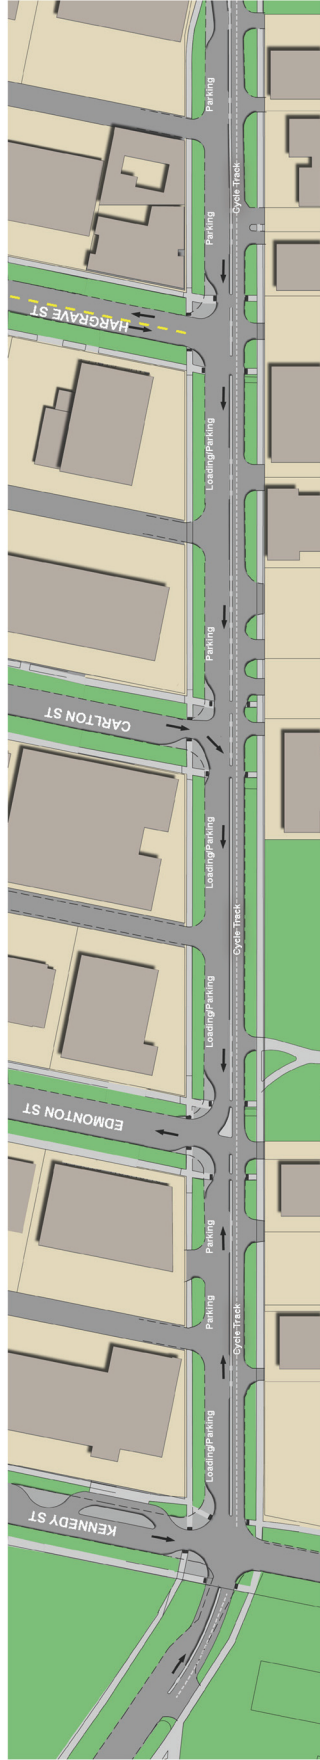 Parking
Cycle Track
Parking
HARGRAVE ST
Loading/Parking
Parking
CARLTON ST
Loading/Parking
Cycle Track
Loading/Parking
EDMONTON ST
Parking
Parking
Cycle Track
Loading/Parking
KENNEDY ST